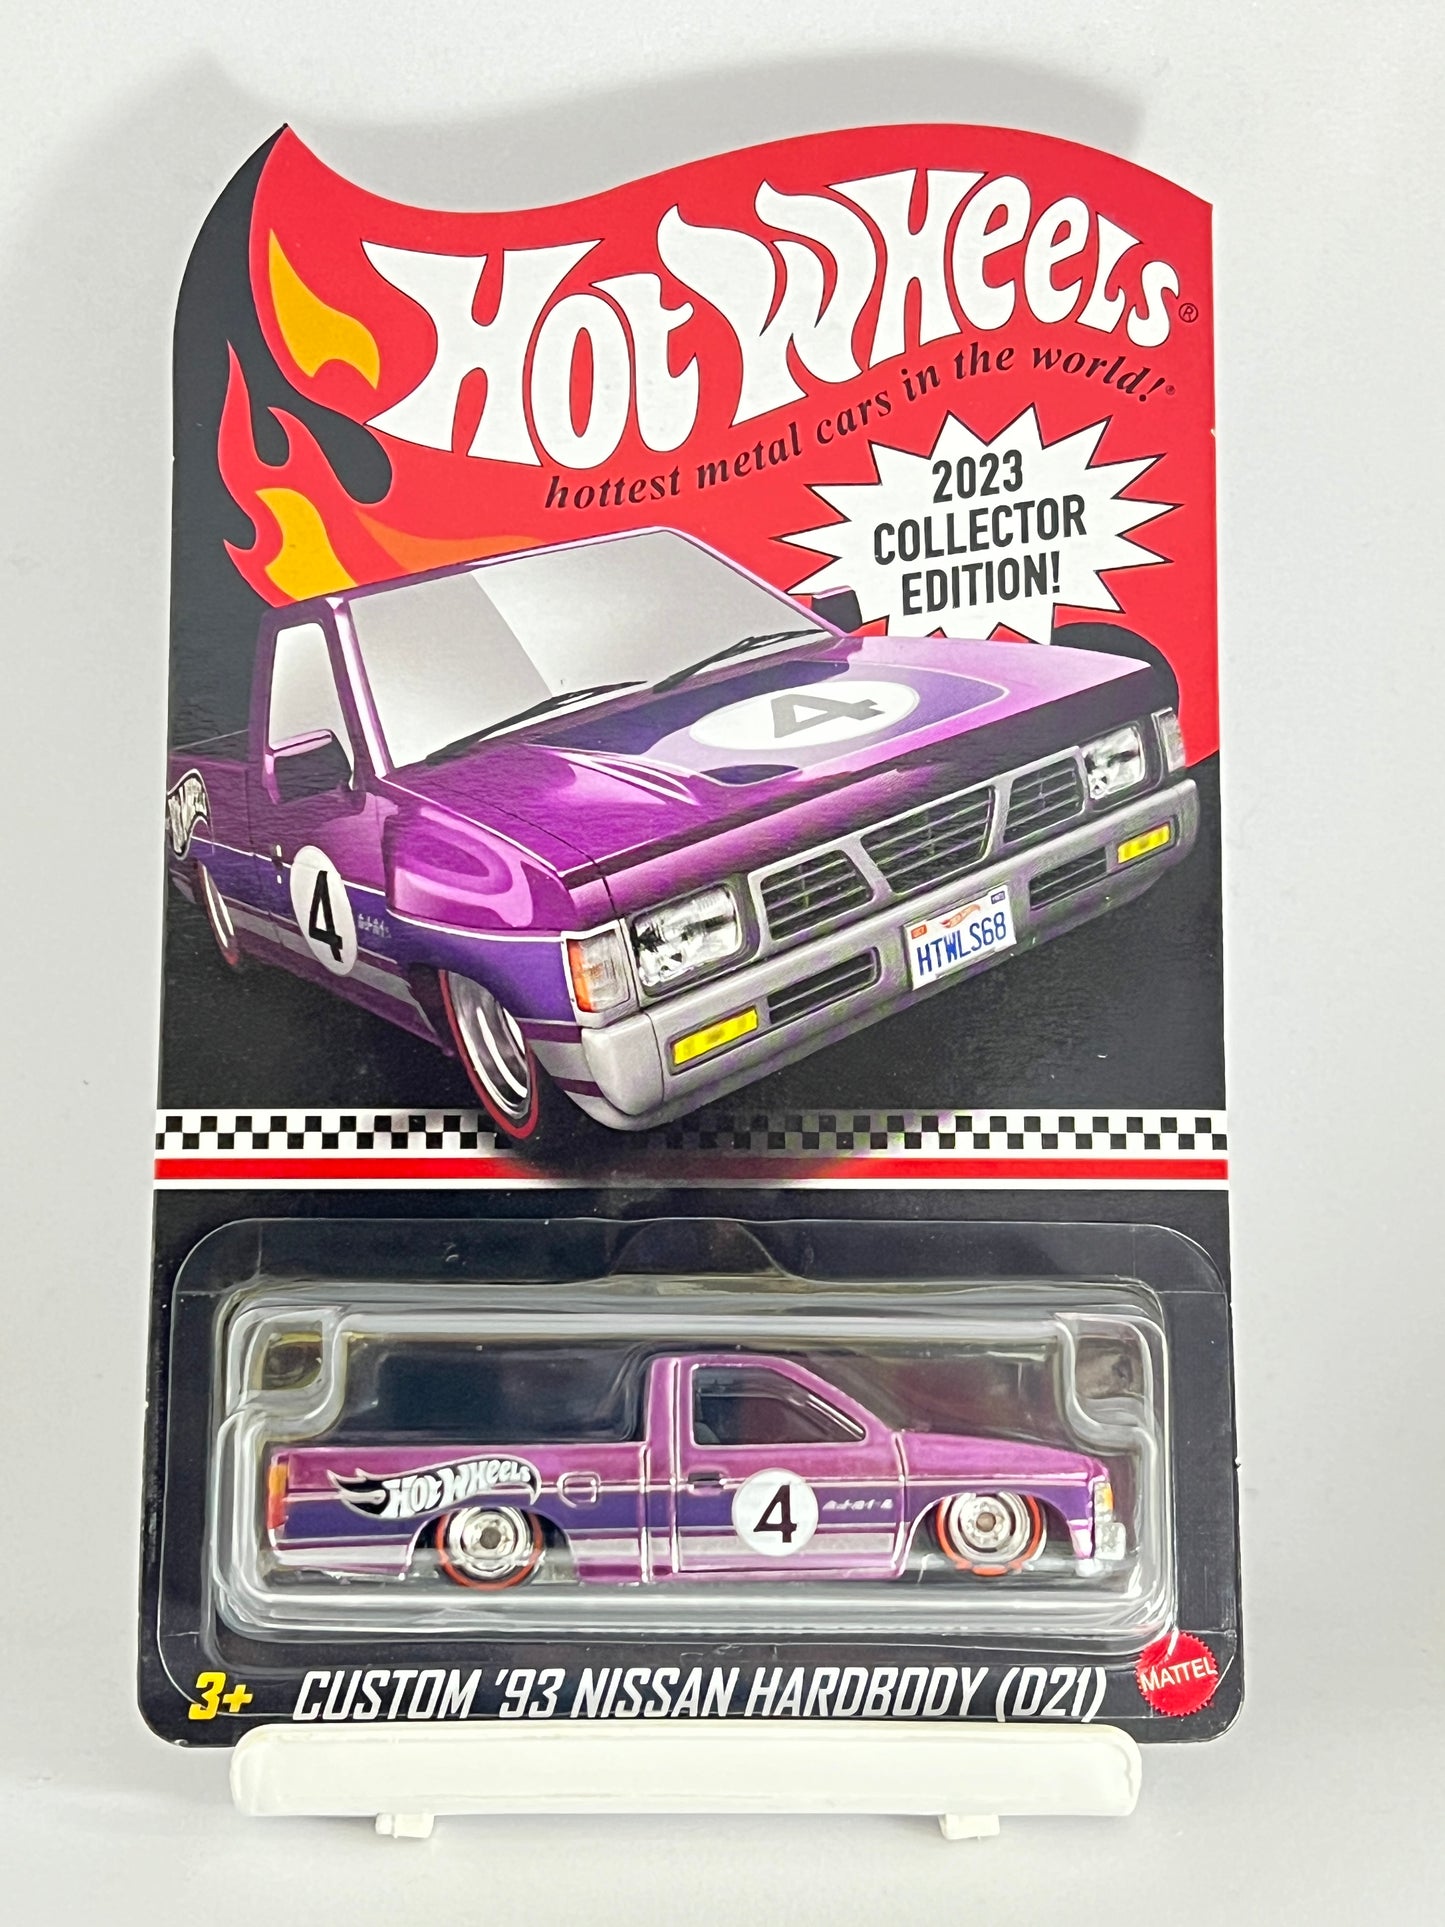 Hot Wheels®
hottest metal cars in the world!
2023
COLLECTOR
EDITION!
4
4
HTWLS68
Hot Wheels
4
3+
CUSTOM '93 NISSAN HARDBODY (D21)
MATTEL